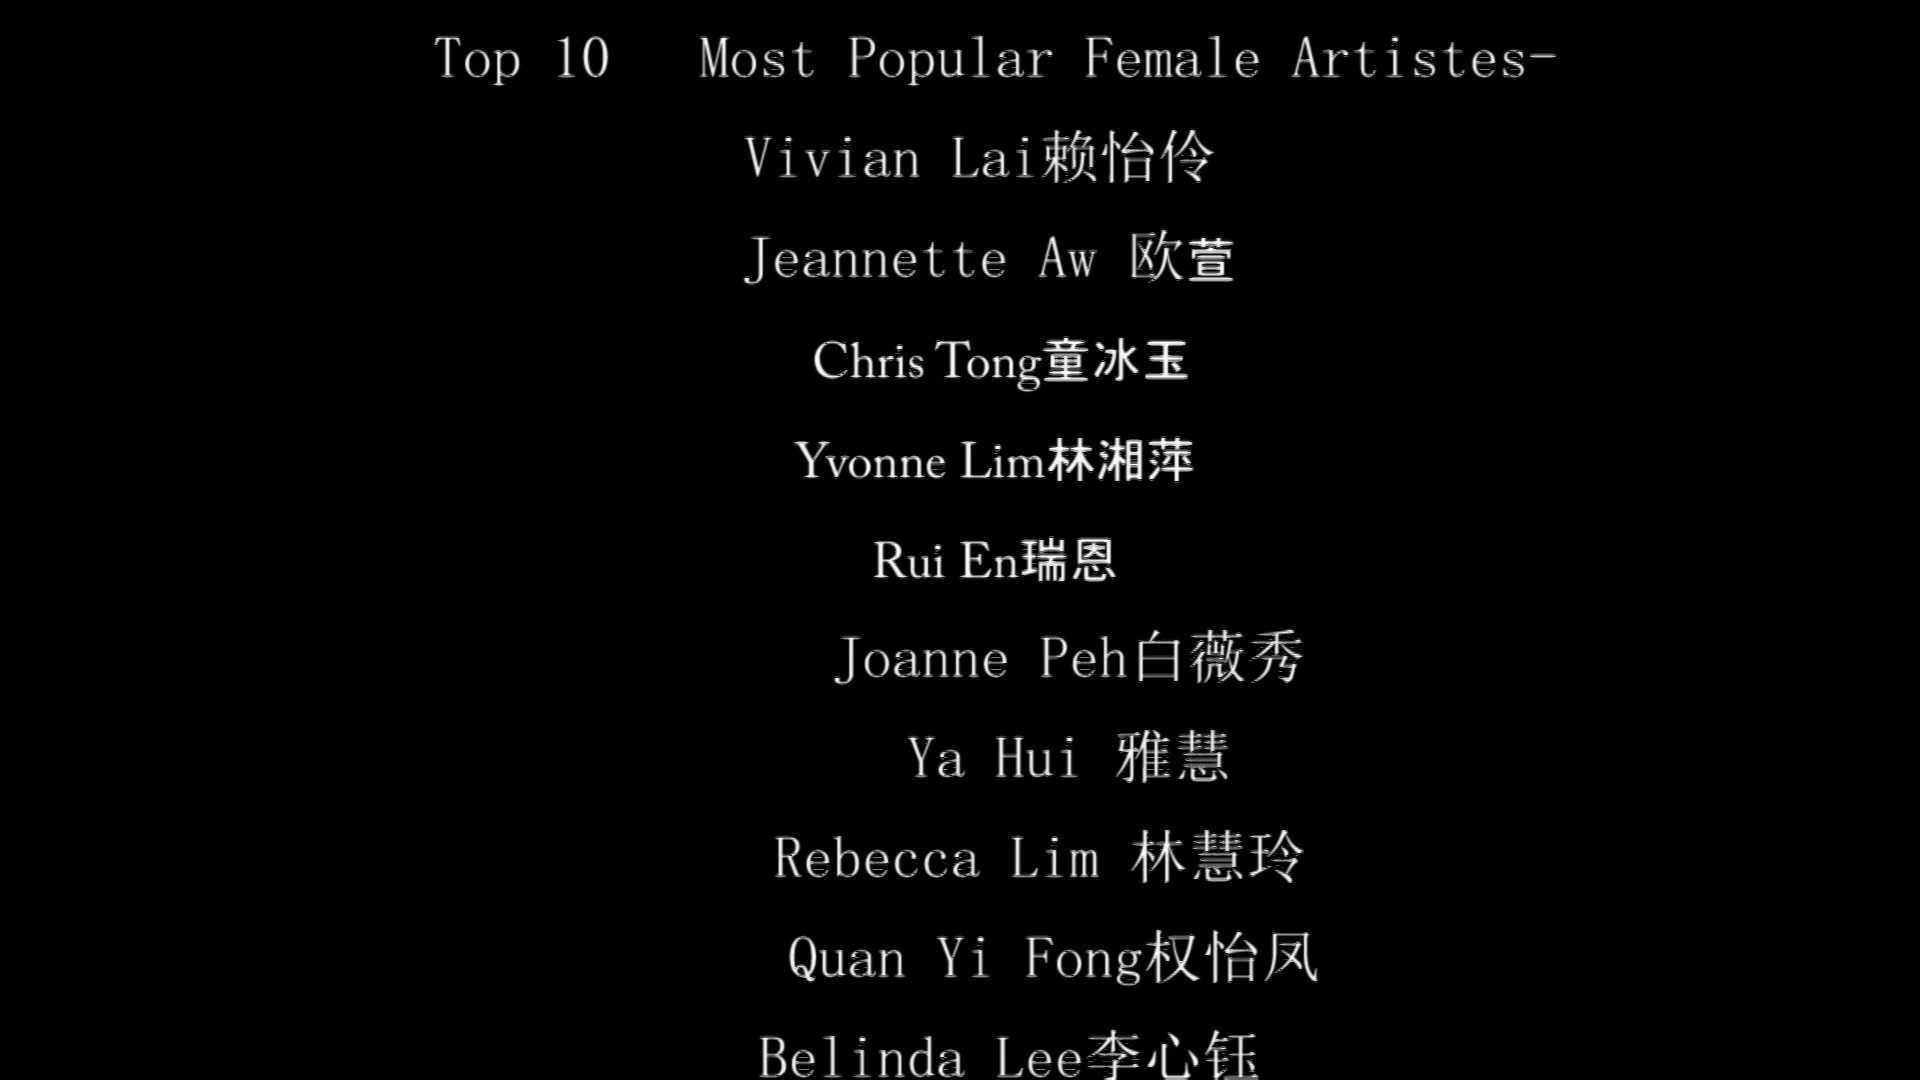 Top 10 Most Popular Female Artistes-
Vivian Lai赖怡伶
Jeannette Aw 欧萱
Chris Tong童冰玉
Yvonne Lim林湘萍
Rui En瑞恩
Joanne Peh白薇秀
Ya Hui 雅慧
Rebecca Lim 林慧玲
Quan Yi Fong权怡凤
Belinda Lee李心钰